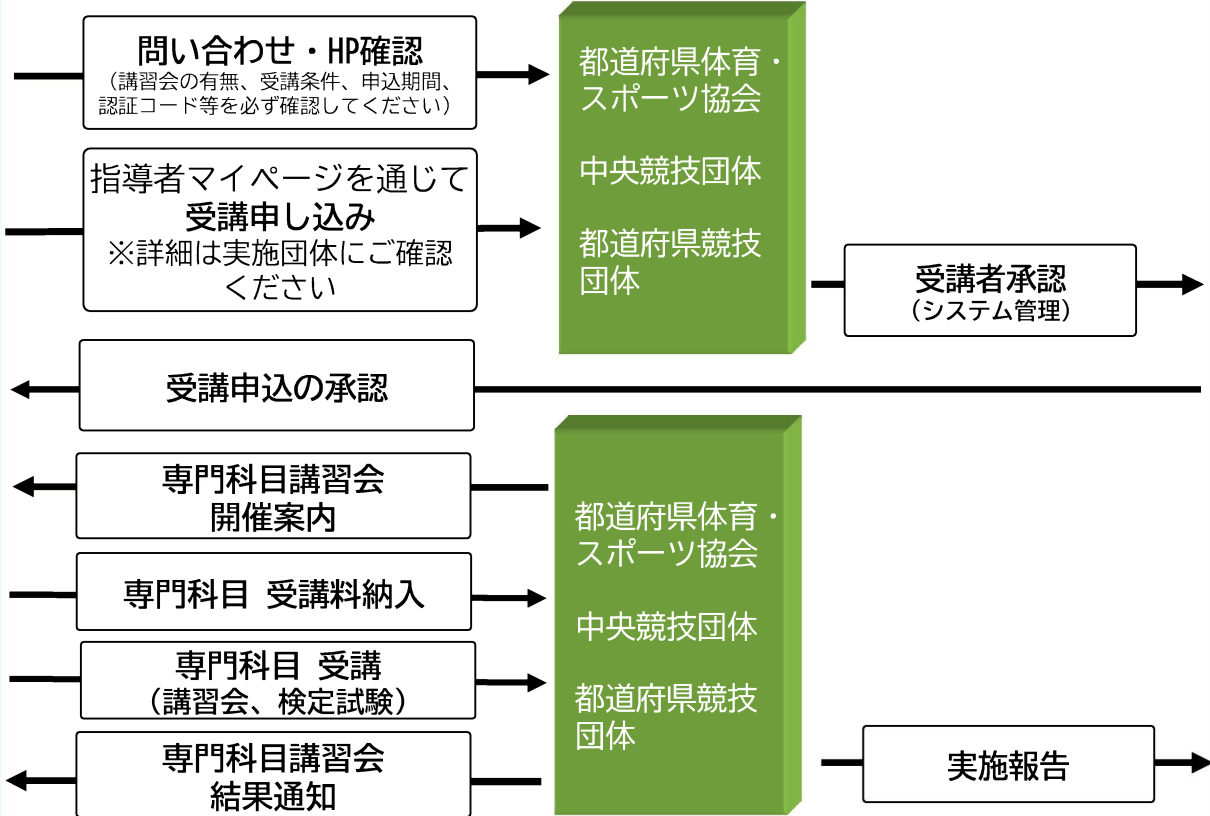 問い合わせ・HP確認
（講習会の有無、受講条件、申込期間、
認証コード等を必ず確認してください）
指導者マイページを通じて
受講申し込み
※詳細は実施団体にご確認
ください
都道府県体育・
スポーツ協会
中央競技団体
都道府県競技
団体
受講者承認
（システム管理）
受講申込の承認
専門科目講習会
開催案内
専門科目 受講料納入
専門科目 受講
（講習会、検定試験）
専門科目講習会
結果通知
都道府県体育・
スポーツ協会
中央競技団体
都道府県競技
団体
実施報告